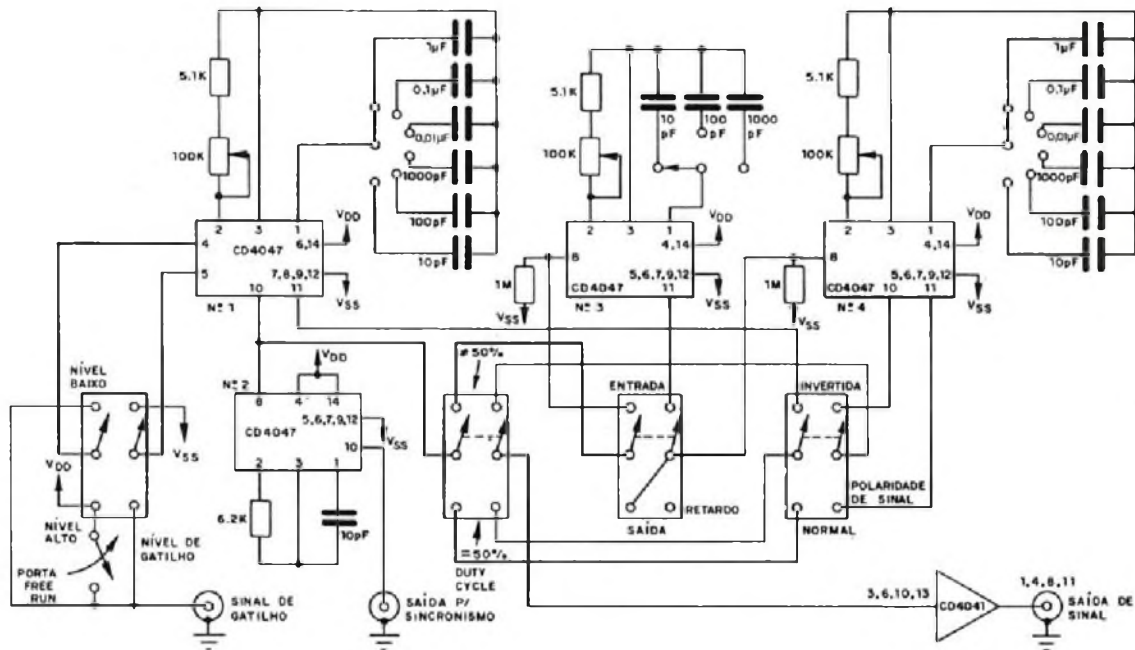 5.1K
100K
1µF
0,1µF
0,01µF
1000pF
100pF
10pF
2 3 1
4 CD4047 6,14
5 7,8,9,12
10 11
VDD
VSS
Nº 1
5.1K
100K
10 pF
100 pF
1000 pF
2 3 1
8 4,14
5,6,7,9,12
CD4047 11
VDD
VSS
1M
VSS
Nº 3
5.1K
100K
1µF
0,1µF
0,01µF
1000pF
100pF
10pF
2 3 1
8 4,14
5,6,7,9,12
CD4047 10 11
VDD
VSS
1M
VSS
Nº 4
NÍVEL
BAIXO
VSS
VDD
NÍVEL
ALTO
NÍVEL DE
GATILHO
PORTA
FREE
RUN
SINAL DE
GATILHO
Nº 2
VDD
8 4 14
5,6,7,9,12
CD4047
10
VSS
2 3 1
6.2K
10pF
SAÍDA P/
SINCRONISMO
≠ 50%
=50%
DUTY
CYCLE
ENTRADA
SAÍDA
RETARDO
INVERTIDA
POLARIDADE
DE SINAL
NORMAL
3,6,10,13
CD4041
1,4,8,11
SAÍDA DE
SINAL